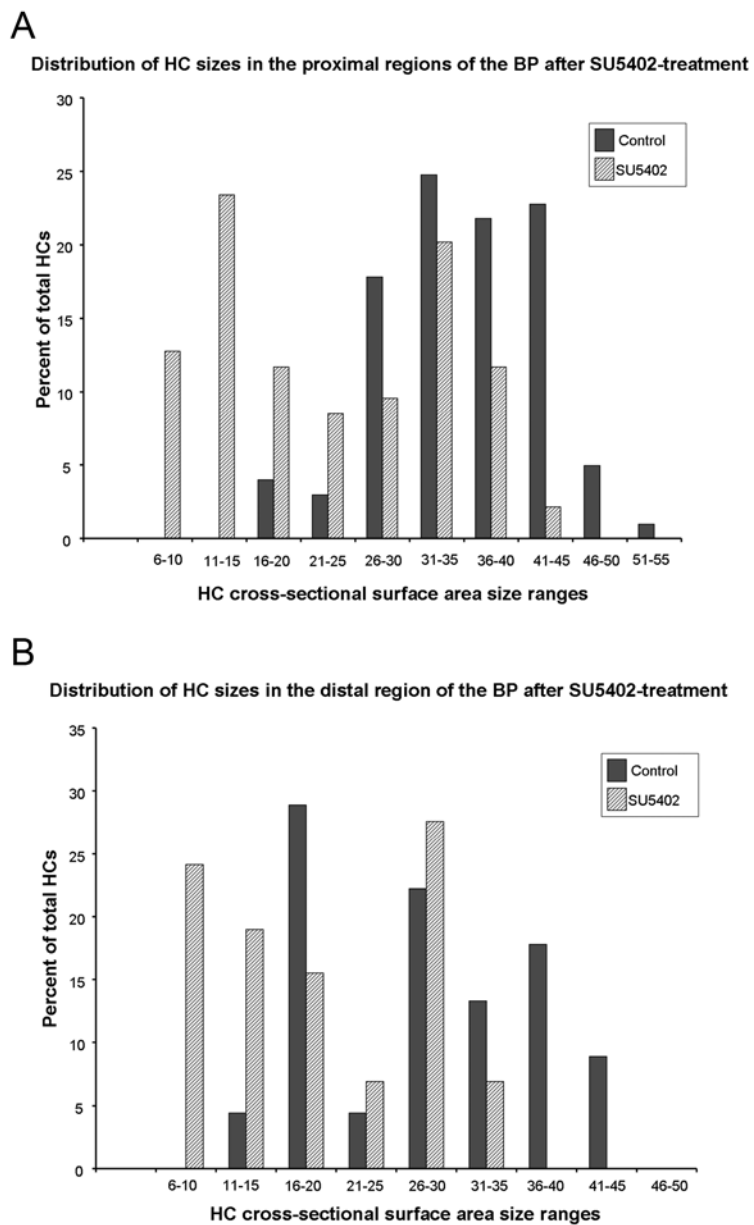 A
Distribution of HC sizes in the proximal regions of the BP after SU5402-treatment
30
25
20
15
10
5
0
Percent of total HCs
Control
SU5402
6-10 11-15 16-20 21-25 26-30 31-35 36-40 41-45 46-50 51-55
HC cross-sectional surface area size ranges
B
Distribution of HC sizes in the distal region of the BP after SU5402-treatment
35
30
25
20
15
10
5
0
Percent of total HCs
Control
SU5402
6-10 11-15 16-20 21-25 26-30 31-35 36-40 41-45 46-50
HC cross-sectional surface area size ranges